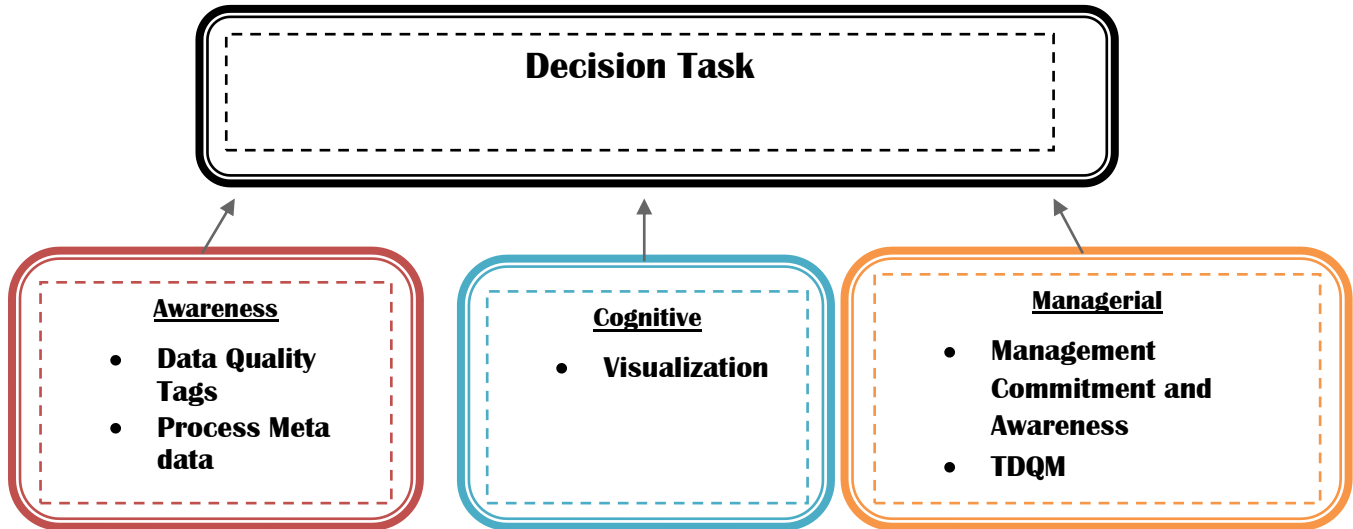 Decision Task
Awareness
• Data Quality
Tags
• Process Meta
data
Cognitive
• Visualization
Managerial
• Management
Commitment and
Awareness
• TDQM